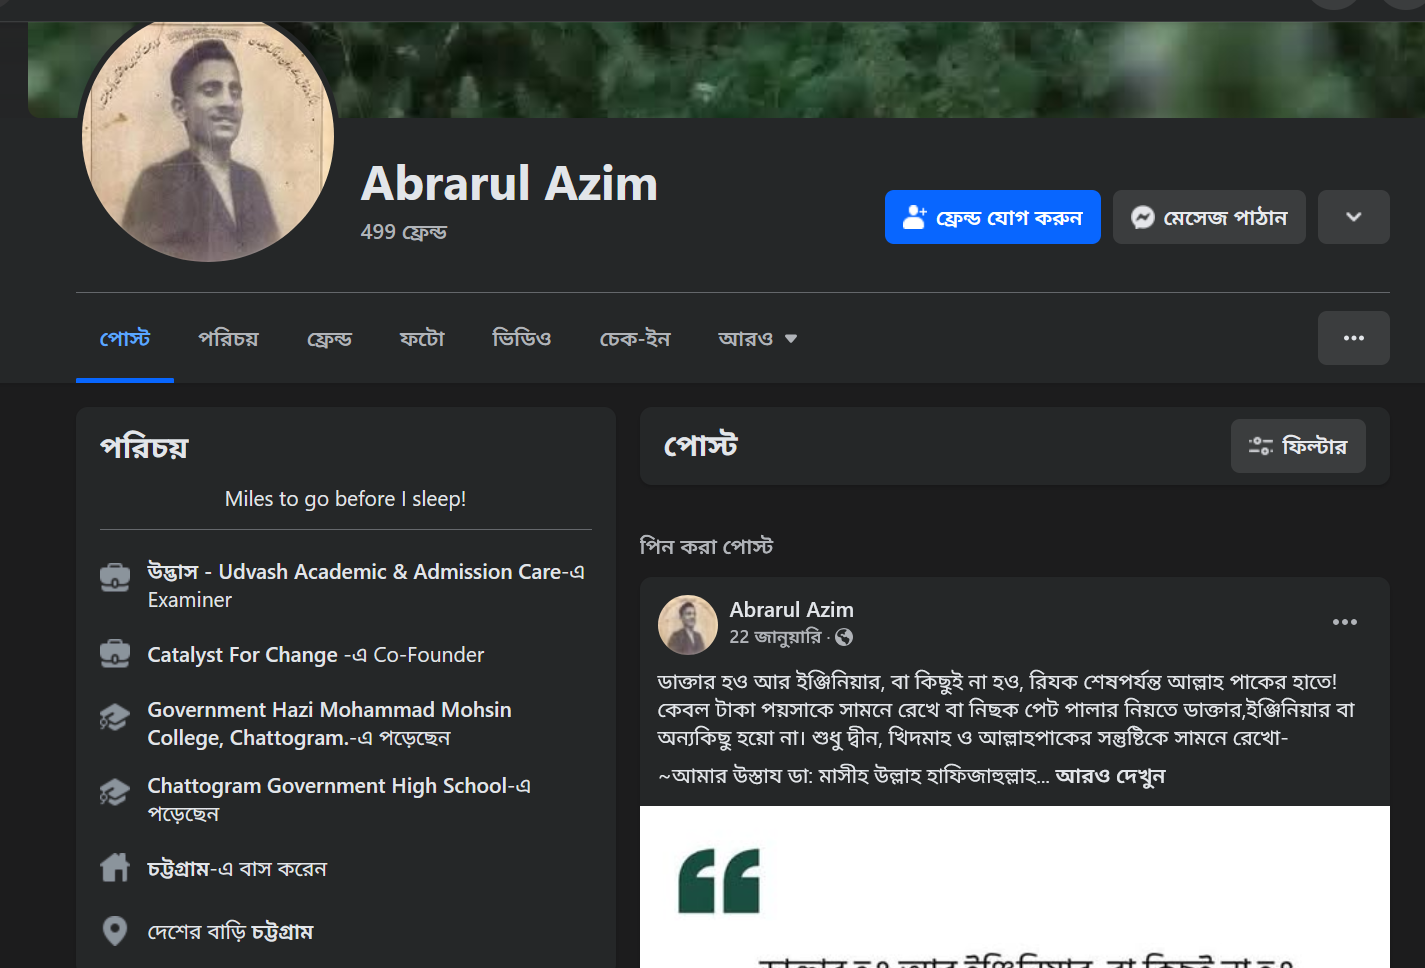 Abrarul Azim
499 ফ্রেন্ড
ফ্রেন্ড যোগ করুন
মেসেজ পাঠান
পোস্ট
পরিচয়
ফ্রেন্ড
ফটো
ভিডিও
চেক-ইন
আরও
পরিচয়
Miles to go before I sleep!
উদ্ভাস - Udvash Academic & Admission Care-এ
Examiner
Catalyst For Change -এ Co-Founder
Government Hazi Mohammad Mohsin
College, Chattogram.-এ পড়েছেন
Chattogram Government High School-এ
পড়েছেন
চট্টগ্রাম-এ বাস করেন
দেশের বাড়ি চট্টগ্রাম
পোস্ট
ফিল্টার
পিন করা পোস্ট
Abrarul Azim
22 জানুয়ারি ·
ডাক্তার হও আর ইঞ্জিনিয়ার, বা কিছুই না হও, রিযক শেষপর্যন্ত আল্লাহ পাকের হাতে!
কেবল টাকা পয়সাকে সামনে রেখে বা নিছক পেট পালার নিয়তে ডাক্তার,ইঞ্জিনিয়ার বা
অন্যকিছু হয়ো না। শুধু দ্বীন, খিদমাহ ও আল্লাহপাকের সন্তুষ্টিকে সামনে রেখো-
~আমার উস্তায ডা: মাসীহ উল্লাহ হাফিজাহুল্লাহ... আরও দেখুন